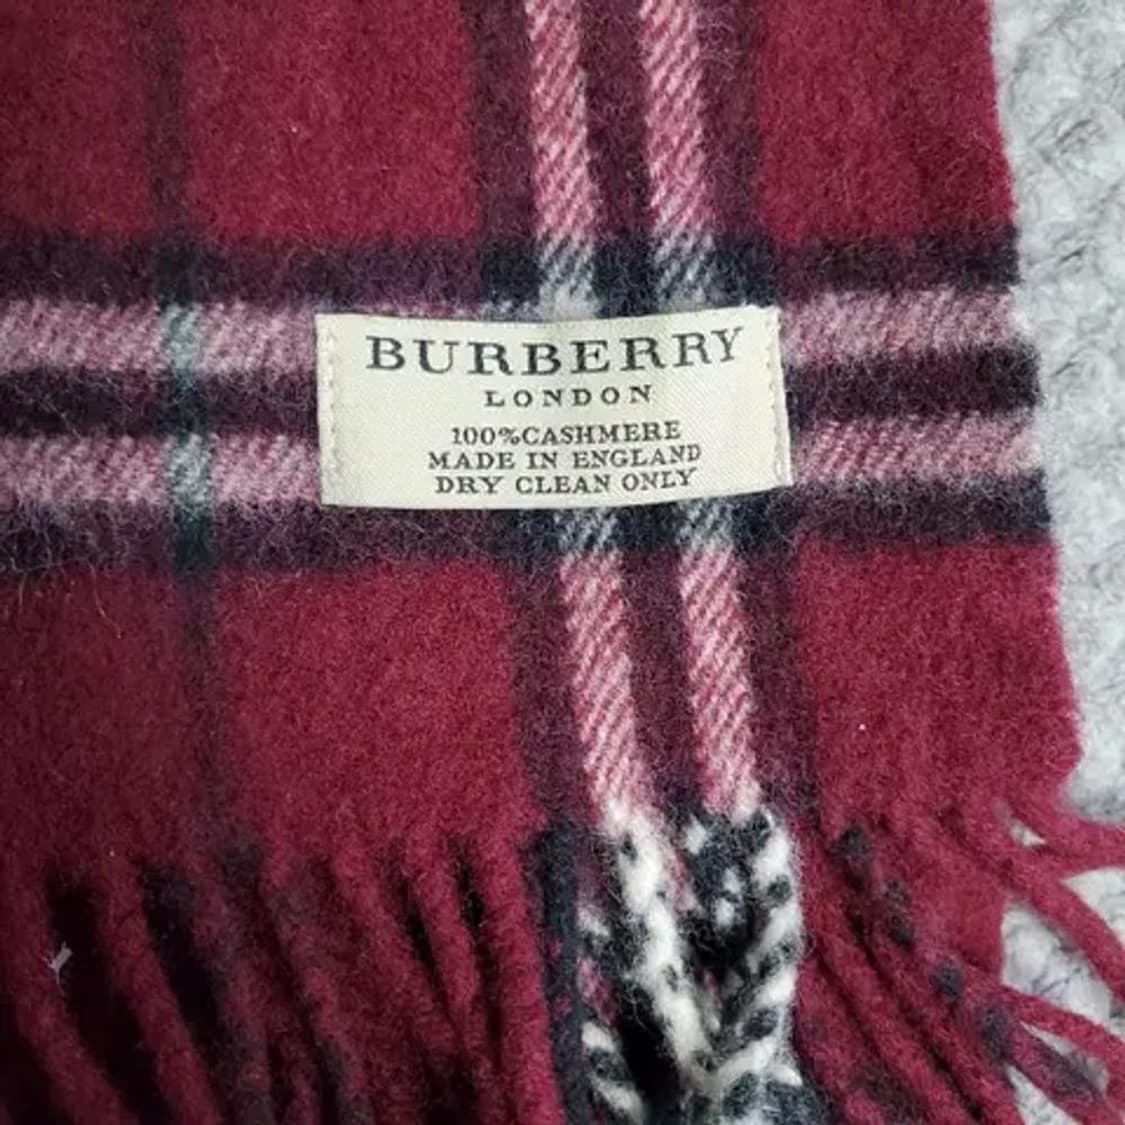 BURBERRY
LONDON
100%CASHMERE
MADE IN ENGLAND
DRY CLEAN ONLY